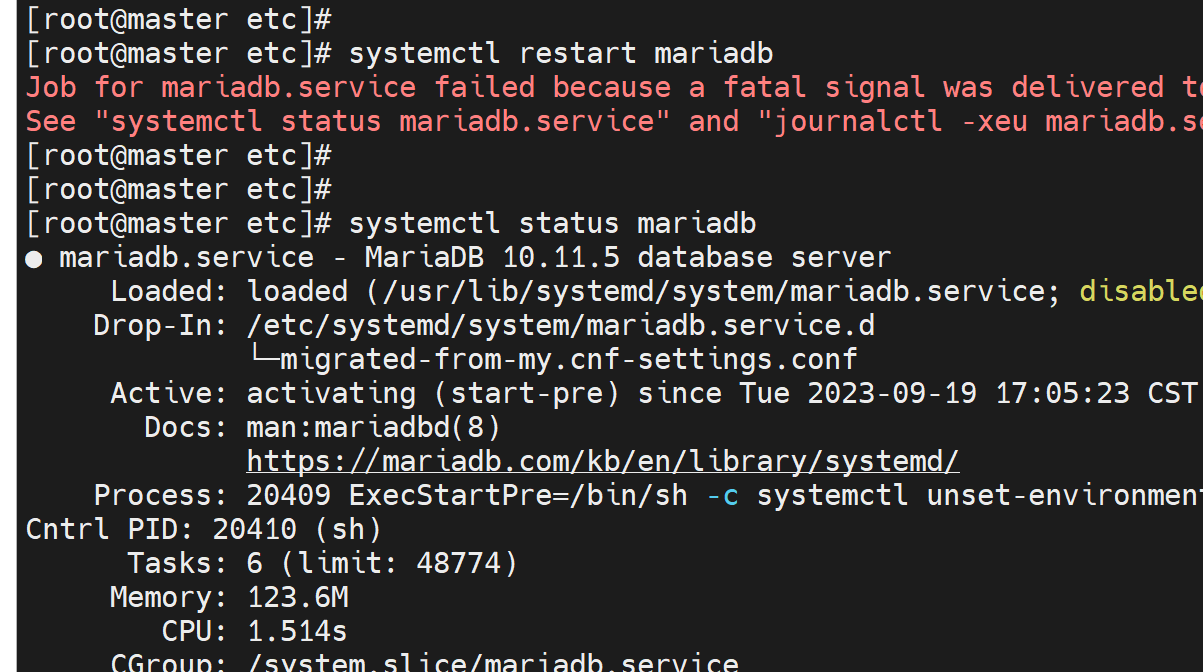 [root@master etc]#
[root@master etc]# systemctl restart mariadb
Job for mariadb.service failed because a fatal signal was delivered to
See "systemctl status mariadb.service" and "journalctl -xeu mariadb.se
[root@master etc]#
[root@master etc]#
[root@master etc]# systemctl status mariadb
● mariadb.service - MariaDB 10.11.5 database server
Loaded: loaded (/usr/lib/systemd/system/mariadb.service; disabled
Drop-In: /etc/systemd/system/mariadb.service.d
└─migrated-from-my.cnf-settings.conf
Active: activating (start-pre) since Tue 2023-09-19 17:05:23 CST
Docs: man:mariadbd(8)
https://mariadb.com/kb/en/library/systemd/
Process: 20409 ExecStartPre=/bin/sh -c systemctl unset-environment
Cntrl PID: 20410 (sh)
Tasks: 6 (limit: 48774)
Memory: 123.6M
CPU: 1.514s
CGroup: /system.slice/mariadb.service